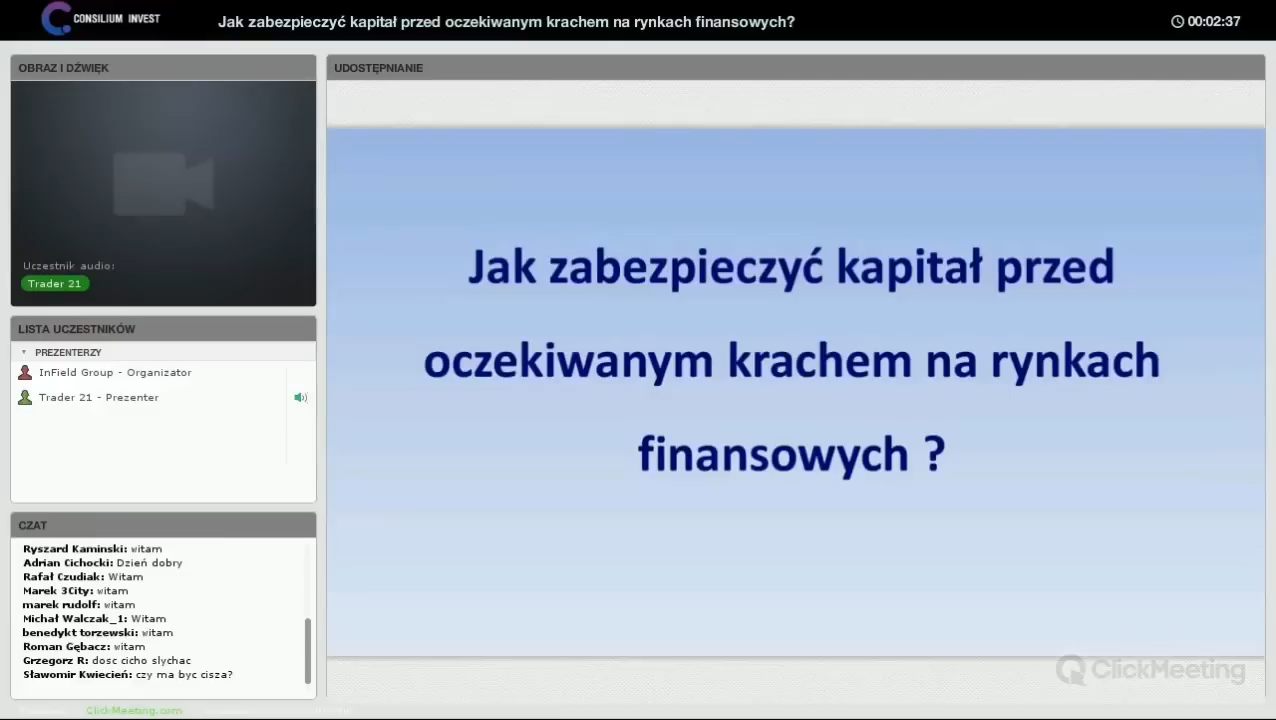 CONSILIUM INVEST
Jak zabezpieczyć kapitał przed oczekiwanym krachem na rynkach finansowych?
00:02:37
OBRAZ I DŹWIĘK
Uczestnik audio:
Trader 21
LISTA UCZESTNIKÓW
PREZENTERZY
InField Group - Organizator
Trader 21 - Prezenter
CZAT
Ryszard Kaminski: witam
Adrian Cichocki: Dzień dobry
Rafał Czudiak: Witam
Marek 3City: witam
marek rudolf: witam
Michał Walczak_1: Witam
benedykt torzewski: witam
Roman Gębacz: witam
Grzegorz R: dosc cicho slychac
Sławomir Kwiecień: czy ma byc cisza?
ClickMeeting.com
UDOSTĘPNIANIE
Jak zabezpieczyć kapitał przed
oczekiwanym krachem na rynkach
finansowych ?
ClickMeeting